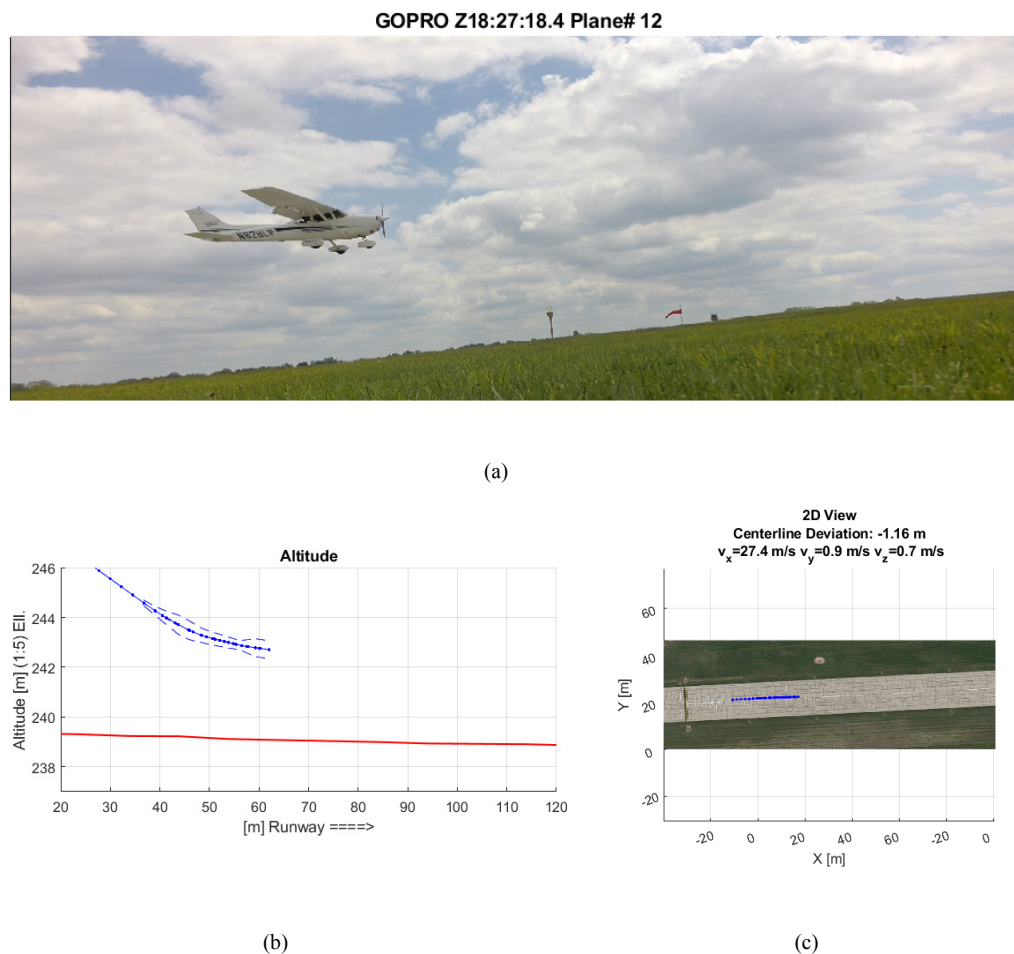 GOPRO Z18:27:18.4 Plane# 12
(a)
Altitude
Altitude [m] (1:5) Ell.
246
244
242
240
238
20 30 40 50 60 70 80 90 100 110 120
[m] Runway ====>
(b)
2D View
Centerline Deviation: -1.16 m
vx=27.4 m/s vy=0.9 m/s vz=0.7 m/s
Y [m]
60
40
20
0
-20
-20 0 20 40 60 -20 0
X [m]
(c)